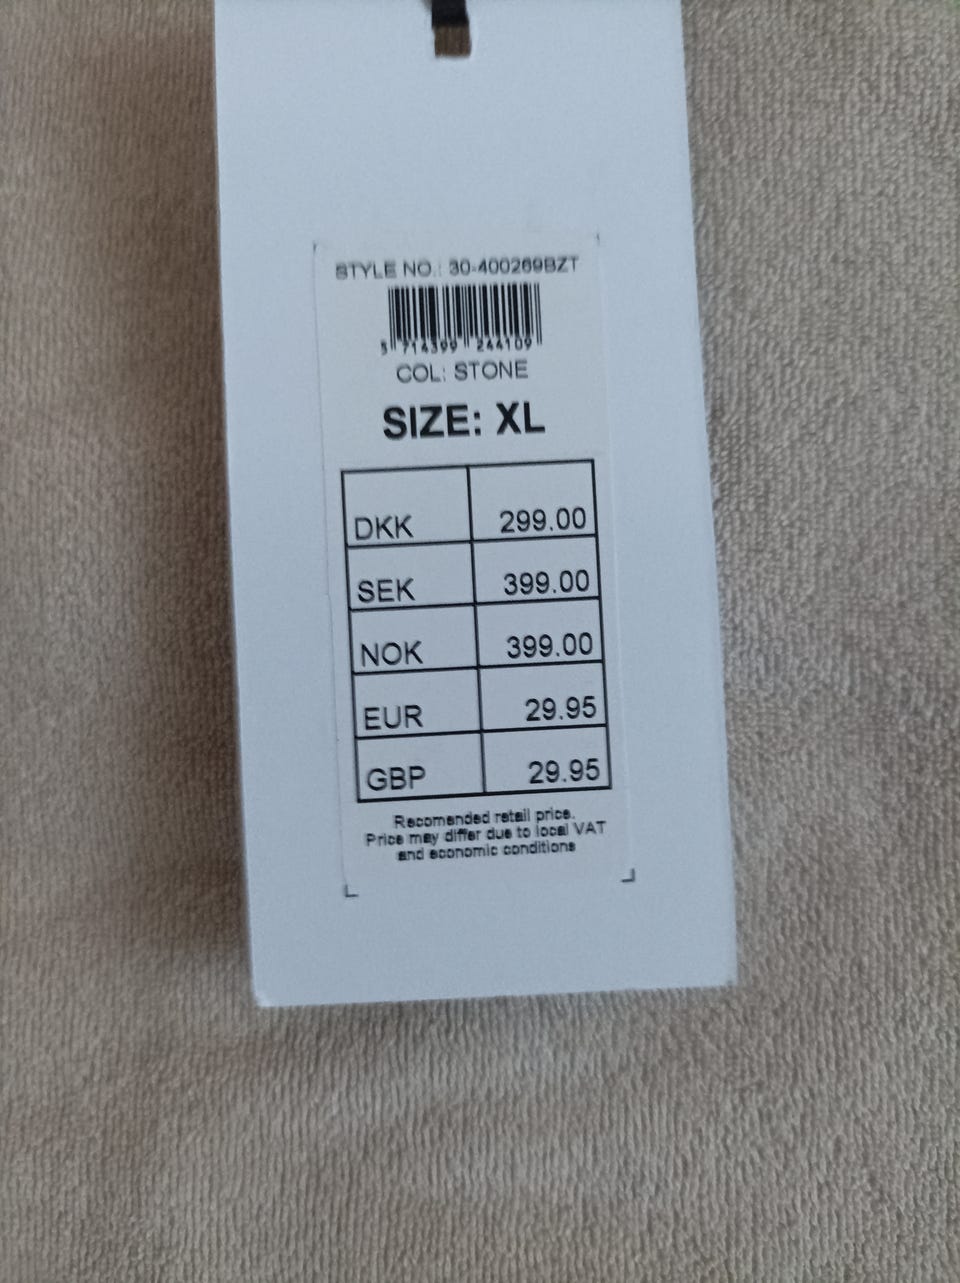 STYLE NO.: 30-400269BZT
5 714399 244109
COL: STONE
SIZE: XL
DKK 299.00
SEK 399.00
NOK 399.00
EUR 29.95
GBP 29.95
Recomended retail price.
Price may differ due to local VAT
and economic conditions